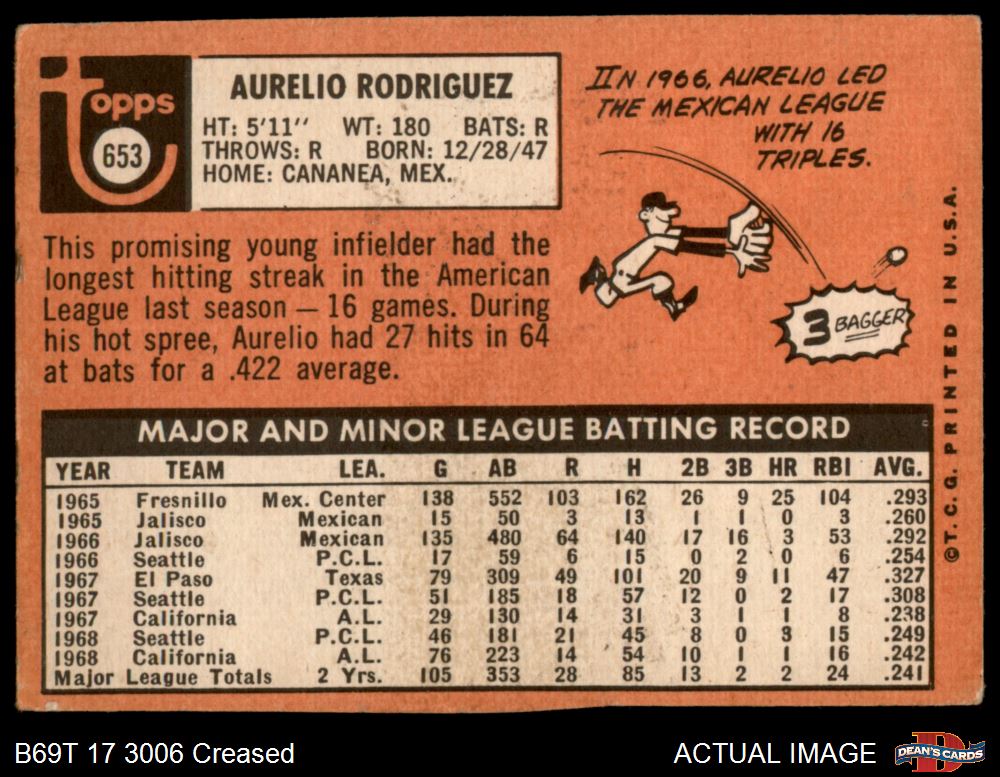 topps
653
AURELIO RODRIGUEZ
HT: 5'11" WT: 180 BATS: R
THROWS: R BORN: 12/28/47
HOME: CANANEA, MEX.
IN 1966, AURELIO LED
THE MEXICAN LEAGUE
WITH 16
TRIPLES.
3 BAGGER
This promising young infielder had the
longest hitting streak in the American
League last season — 16 games. During
his hot spree, Aurelio had 27 hits in 64
at bats for a .422 average.
©T.C.G. PRINTED IN U.S.A.
MAJOR AND MINOR LEAGUE BATTING RECORD
YEAR TEAM LEA. G AB R H 2B 3B HR RBI AVG.
1965 Fresnillo Mex. Center 138 552 103 162 26 9 25 104 .293
1965 Jalisco Mexican 15 50 3 13 1 1 0 3 .260
1966 Jalisco Mexican 135 480 64 140 17 16 3 53 .292
1966 Seattle P.C.L. 17 59 6 15 0 2 0 6 .254
1967 El Paso Texas 79 309 49 101 20 9 11 47 .327
1967 Seattle P.C.L. 51 185 18 57 12 0 2 17 .308
1967 California A.L. 29 130 14 31 3 1 1 8 .238
1968 Seattle P.C.L. 46 181 21 45 8 0 3 15 .249
1968 California A.L. 76 223 14 54 10 1 1 16 .242
Major League Totals 2 Yrs. 105 353 28 85 13 2 2 24 .241
B69T 17 3006 Creased
ACTUAL IMAGE
DEAN'S CARDS